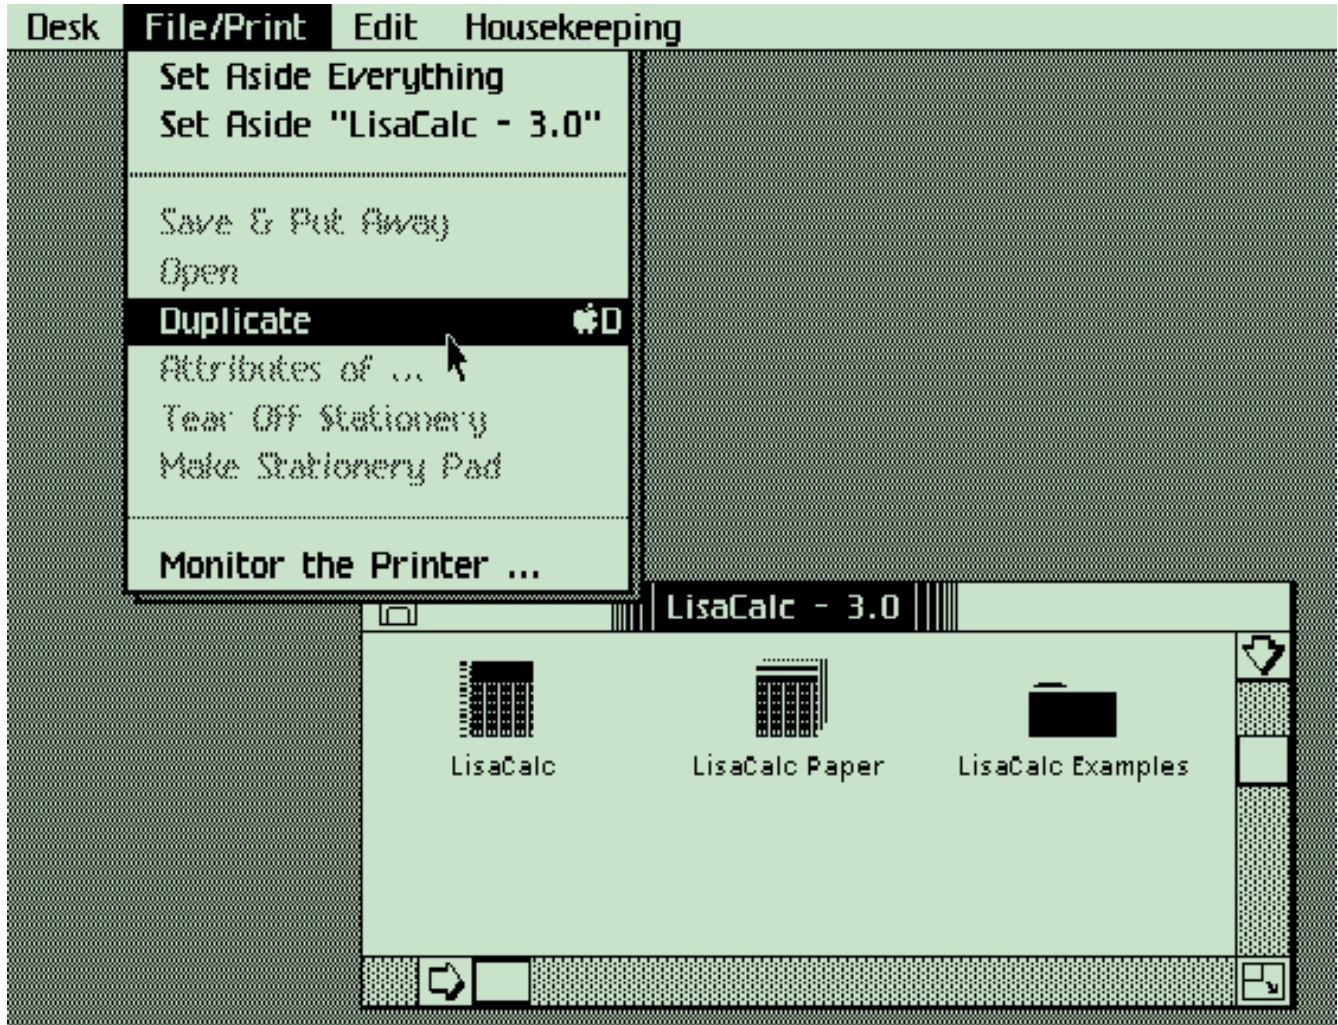 Desk File/Print Edit Housekeeping
Set Aside Everything
Set Aside "LisaCalc - 3.0"
Save & Put Away
Open
Duplicate D
Attributes of ...
Tear Off Stationery
Make Stationery Pad
Monitor the Printer ...
LisaCalc - 3.0
LisaCalc LisaCalc Paper LisaCalc Examples